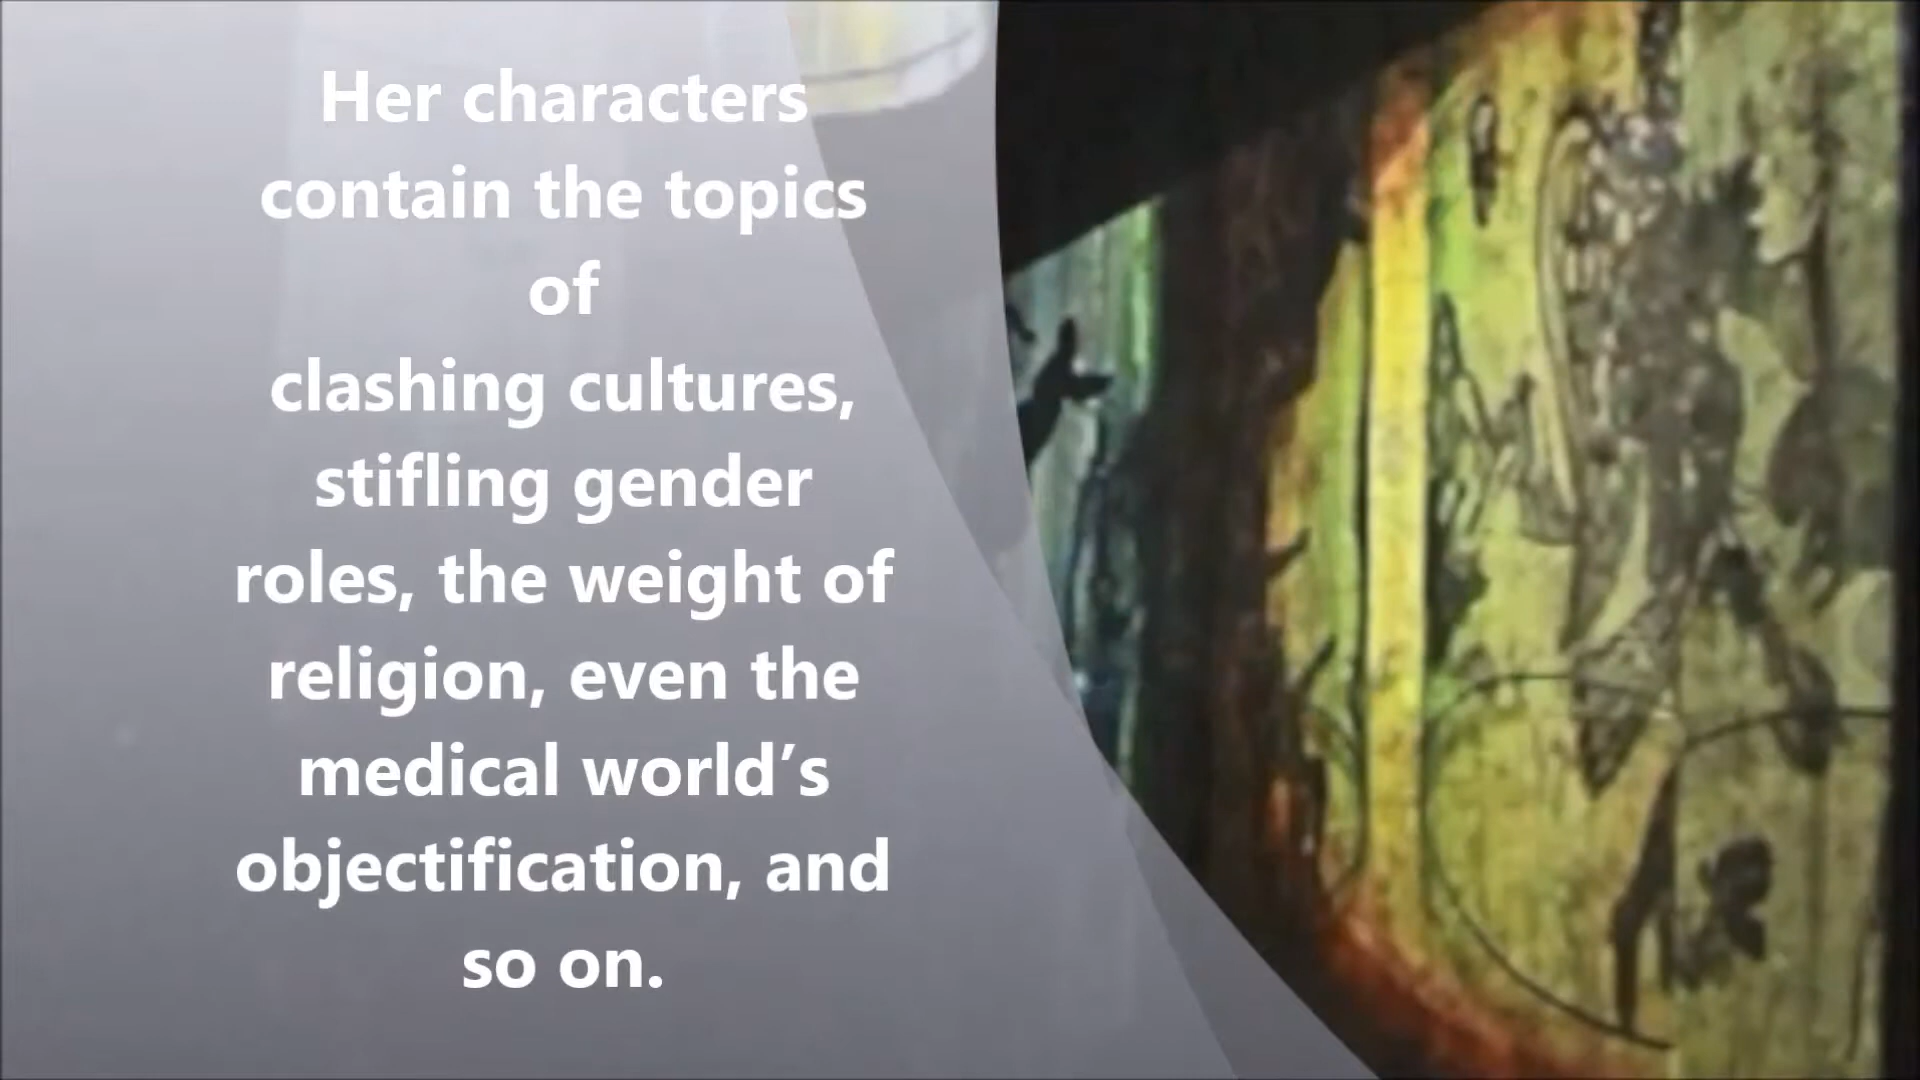 Her characters
contain the topics
of
clashing cultures,
stifling gender
roles, the weight of
religion, even the
medical world’s
objectification, and
so on.